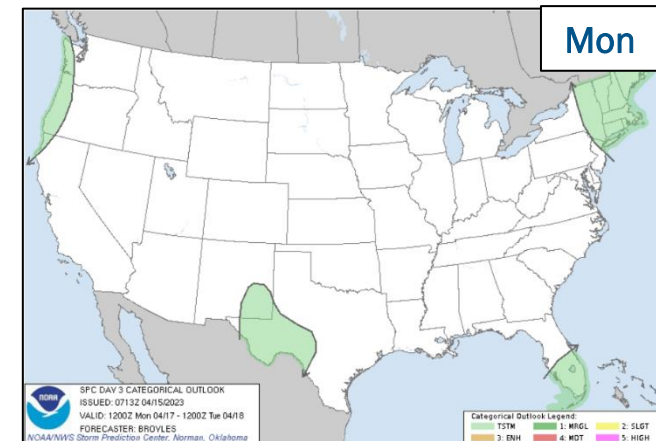 Mon
NOAA
SPC DAY 3 CATEGORICAL OUTLOOK
ISSUED: 0713Z 04/15/2023
VALID: 1200Z Mon 04/17 - 1200Z Tue 04/18
FORECASTER: BROYLES
NOAA/NWS Storm Prediction Center, Norman, Oklahoma
Categorical Outlook Legend:
TSTM 1: MRGL 2: SLGT
3: ENH 4: MDT 5: HIGH